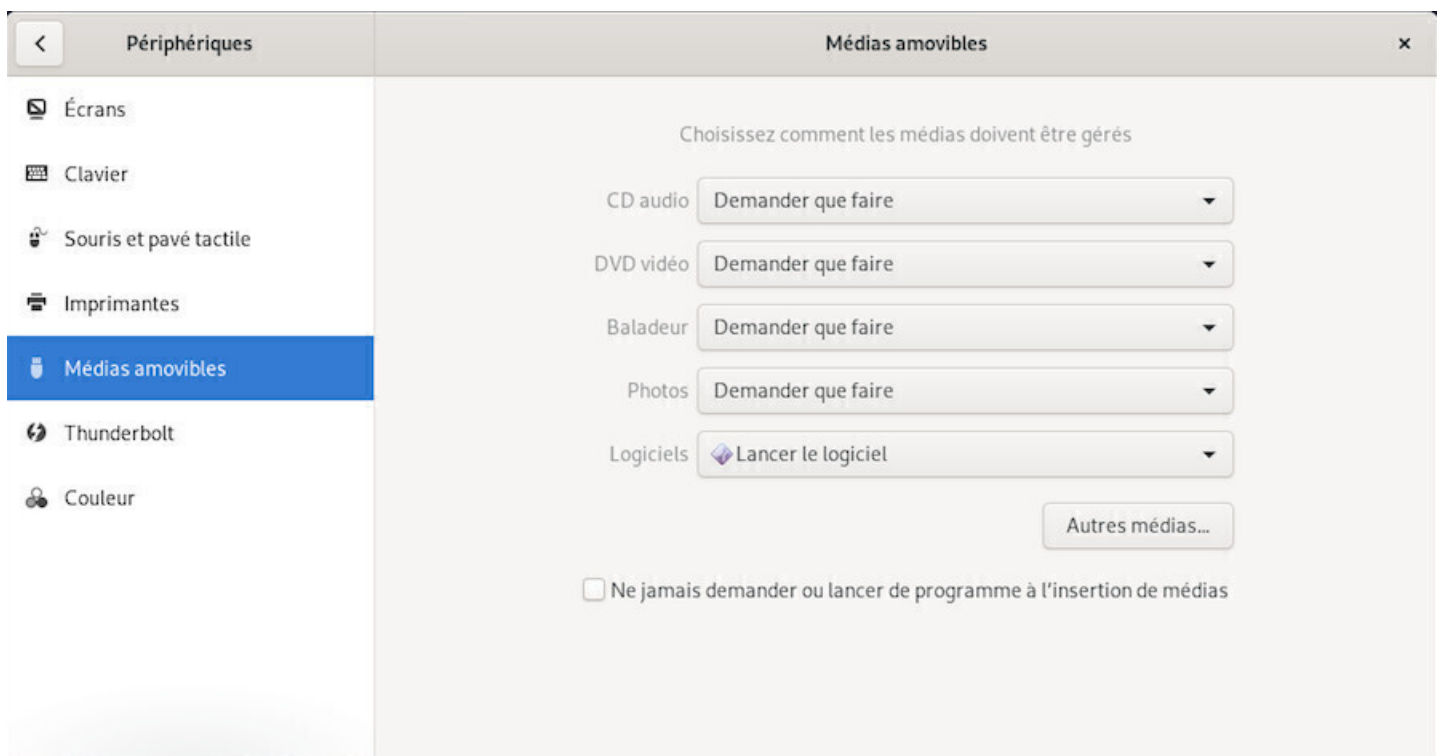 Périphériques
Médias amovibles
Écrans
Clavier
Souris et pavé tactile
Imprimantes
Médias amovibles
Thunderbolt
Couleur
Choisissez comment les médias doivent être gérés
CD audio Demander que faire
DVD vidéo Demander que faire
Baladeur Demander que faire
Photos Demander que faire
Logiciels Lancer le logiciel
Autres médias…
Ne jamais demander ou lancer de programme à l’insertion de médias